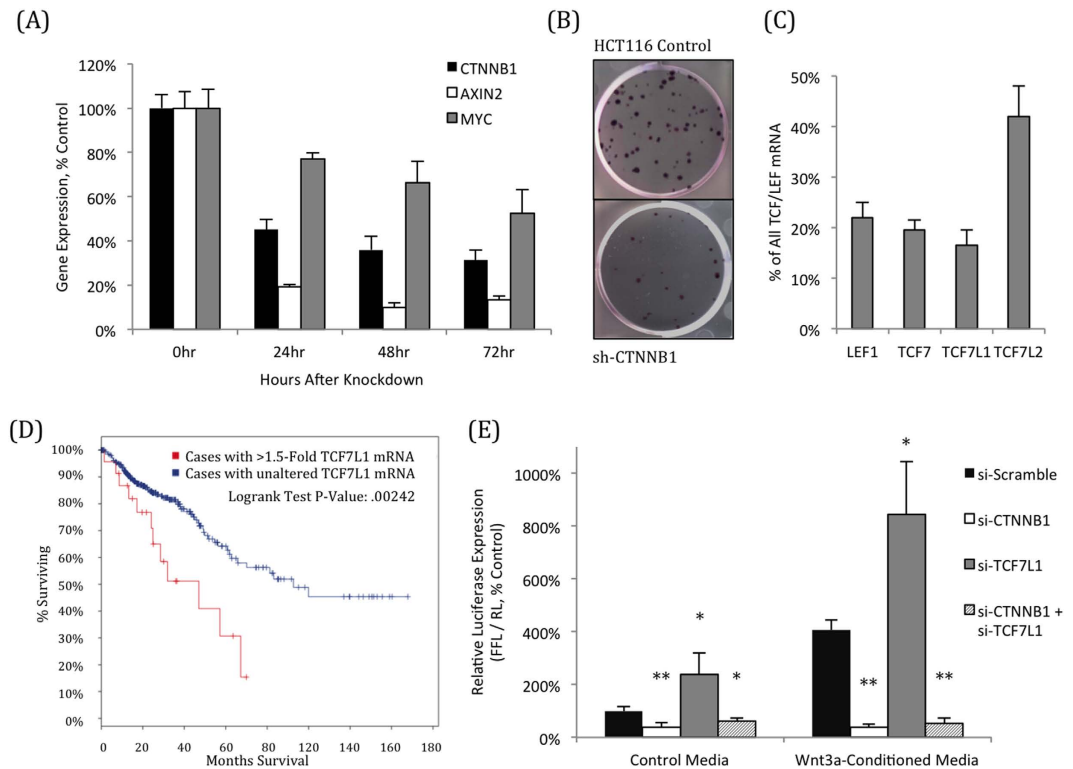 (A)
120%
100%
80%
60%
40%
20%
0%
Gene Expression, % Control
CTNNB1
AXIN2
MYC
0hr
24hr
48hr
72hr
Hours After Knockdown
(B)
HCT116 Control
sh-CTNNB1
(C)
50%
40%
30%
20%
10%
0%
% of All TCF/LEF mRNA
LEF1
TCF7
TCF7L1
TCF7L2
(D)
100%
90%
80%
70%
60%
50%
40%
30%
20%
10%
0%
% Surviving
Cases with >1.5-Fold TCF7L1 mRNA
Cases with unaltered TCF7L1 mRNA
Logrank Test P-Value: .00242
0
20
40
60
80
100
120
140
160
180
Months Survival
(E)
1000%
800%
600%
400%
200%
0%
Relative Luciferase Expression
(FFL / RL, % Control)
**
*
*
**
*
**
si-Scramble
si-CTNNB1
si-TCF7L1
si-CTNNB1 +
si-TCF7L1
Control Media
Wnt3a-Conditioned Media